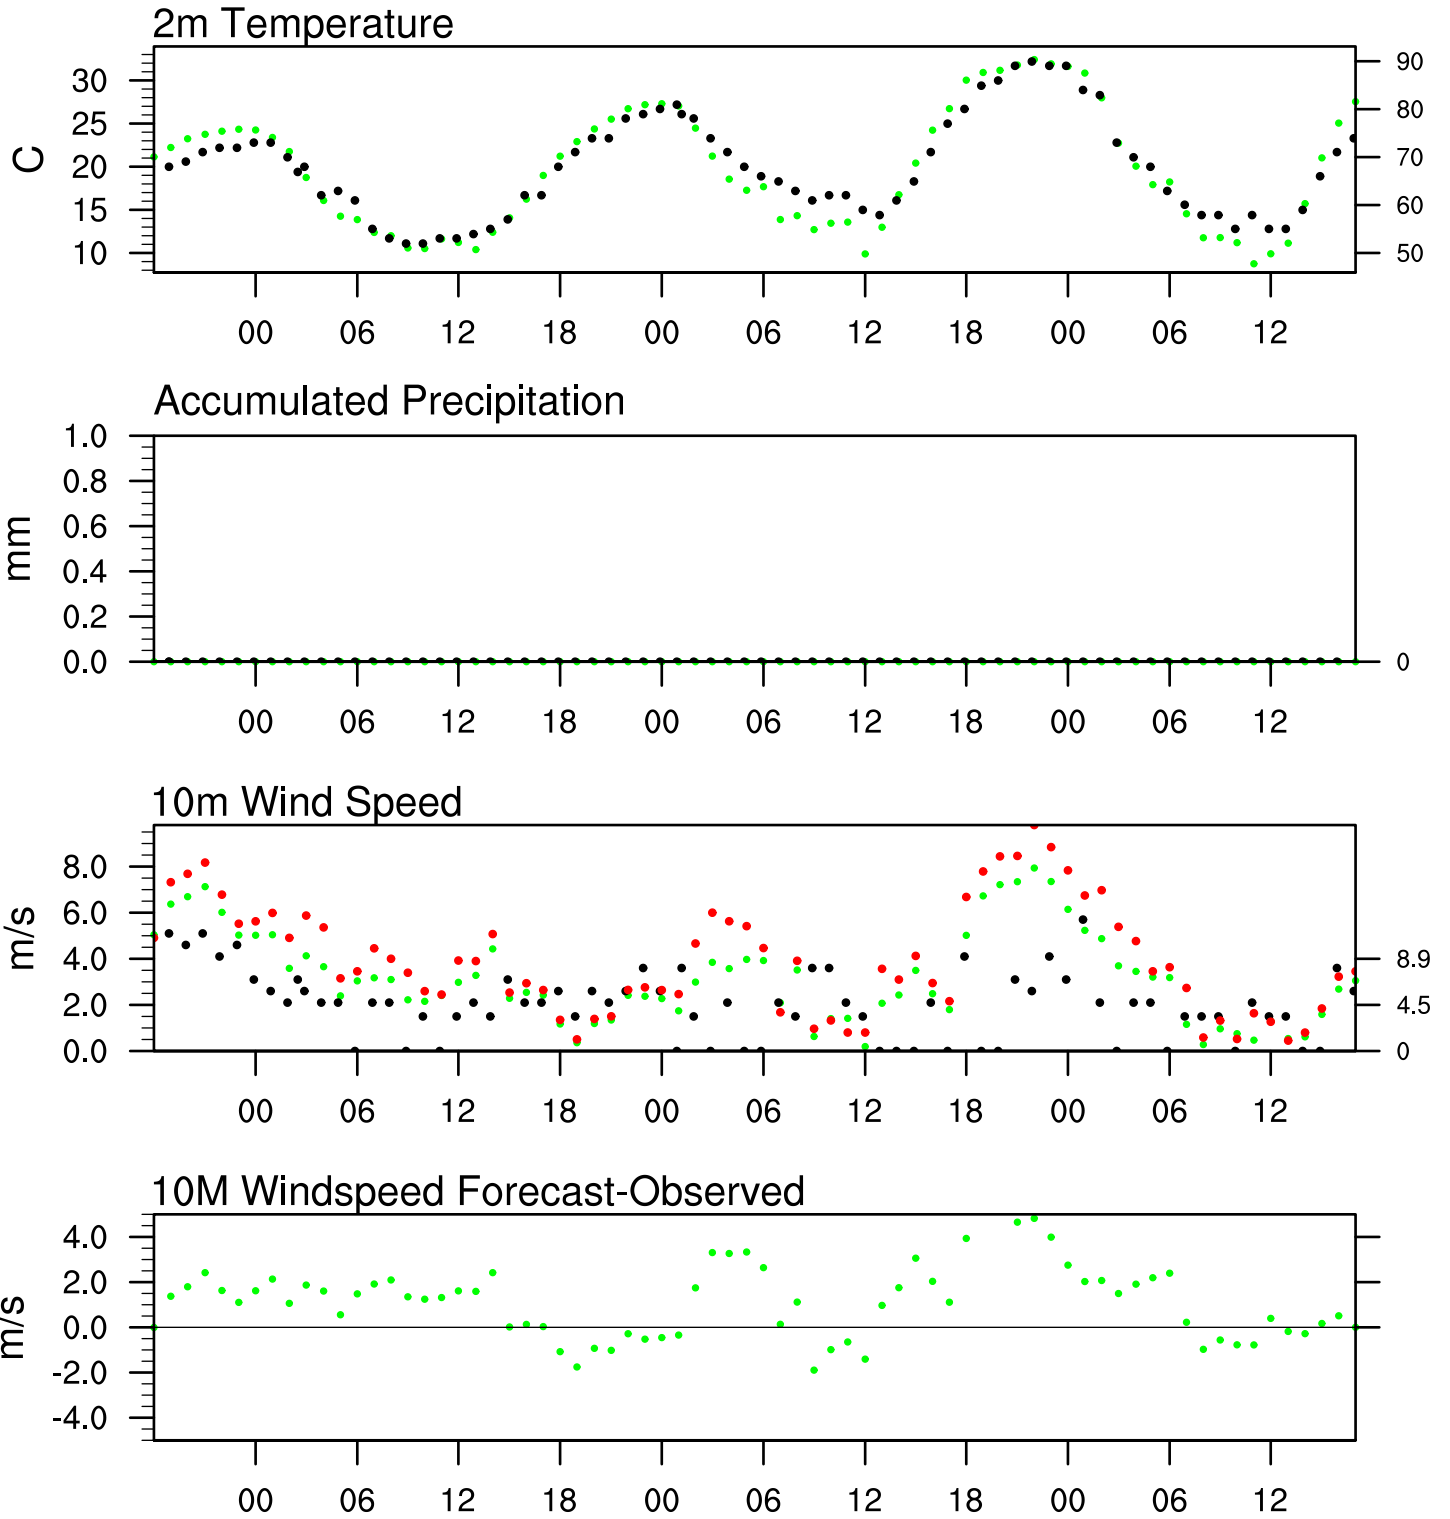 2m Temperature
30
25
20
15
10
C
90
80
70
60
50
00 06 12 18 00 06 12 18 00 06 12
Accumulated Precipitation
1.0
0.8
0.6
0.4
0.2
0.0
mm
0
00 06 12 18 00 06 12 18 00 06 12
10m Wind Speed
8.0
6.0
4.0
2.0
0.0
m/s
8.9
4.5
0
00 06 12 18 00 06 12 18 00 06 12
10M Windspeed Forecast-Observed
4.0
2.0
0.0
-2.0
-4.0
m/s
00 06 12 18 00 06 12 18 00 06 12